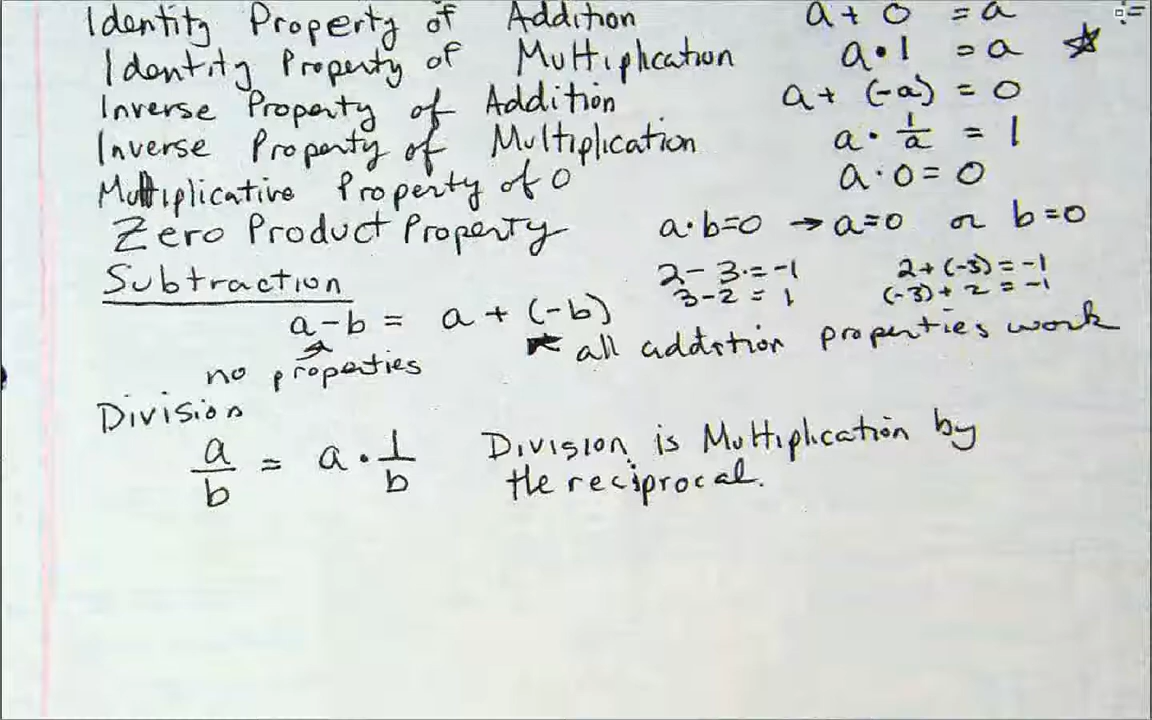 Identity Property of Addition a + 0 = a
Identity Property of Multiplication a • 1 = a
Inverse Property of Addition a + (-a) = 0
Inverse Property of Multiplication a • 1/a = 1
Multiplicative Property of 0 a • 0 = 0
Zero Product Property a•b=0 → a=0 or b=0
Subtraction 2 - 3 = -1 2 + (-3) = -1
3 - 2 = 1 (-3) + 2 = -1
a - b = a + (-b)
all addition properties work
no properties
Division
a/b = a • 1/b Division is Multiplication by
the reciprocal.